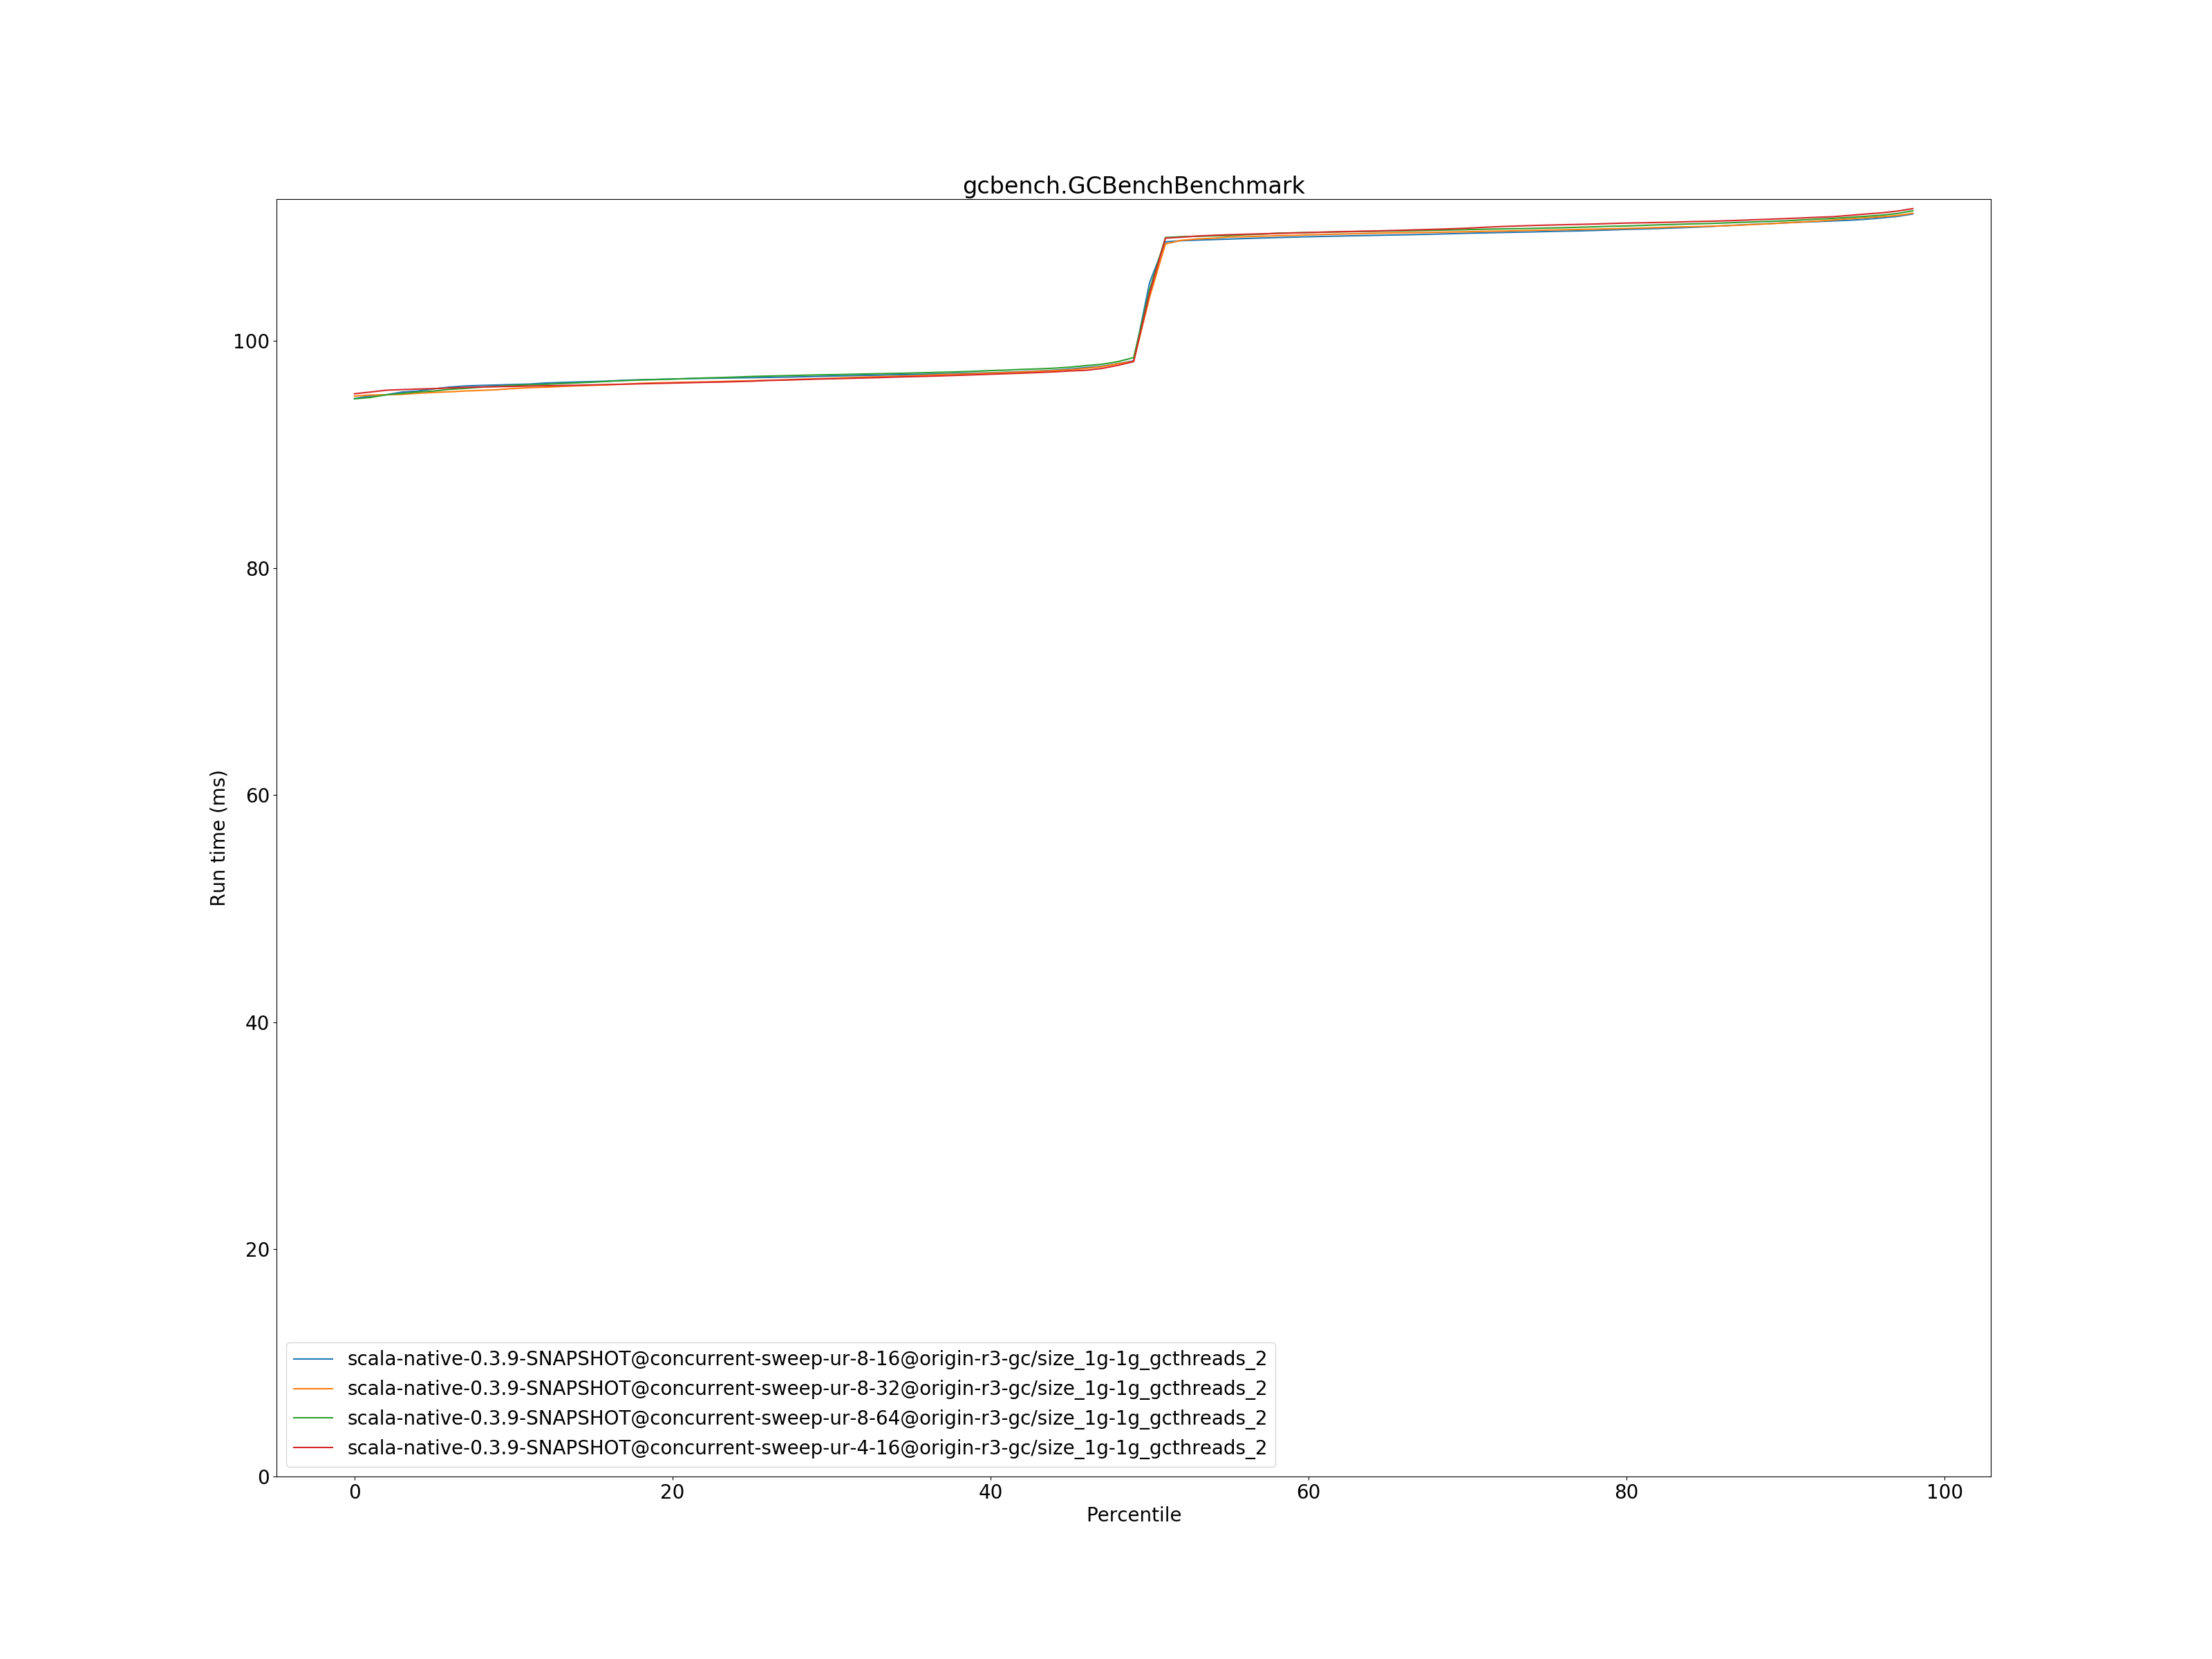 gcbench.GCBenchBenchmark
Run time (ms)
100
80
60
40
20
0
scala-native-0.3.9-SNAPSHOT@concurrent-sweep-ur-8-16@origin-r3-gc/size_1g-1g_gcthreads_2
scala-native-0.3.9-SNAPSHOT@concurrent-sweep-ur-8-32@origin-r3-gc/size_1g-1g_gcthreads_2
scala-native-0.3.9-SNAPSHOT@concurrent-sweep-ur-8-64@origin-r3-gc/size_1g-1g_gcthreads_2
scala-native-0.3.9-SNAPSHOT@concurrent-sweep-ur-4-16@origin-r3-gc/size_1g-1g_gcthreads_2
0 20 40 60 80 100
Percentile